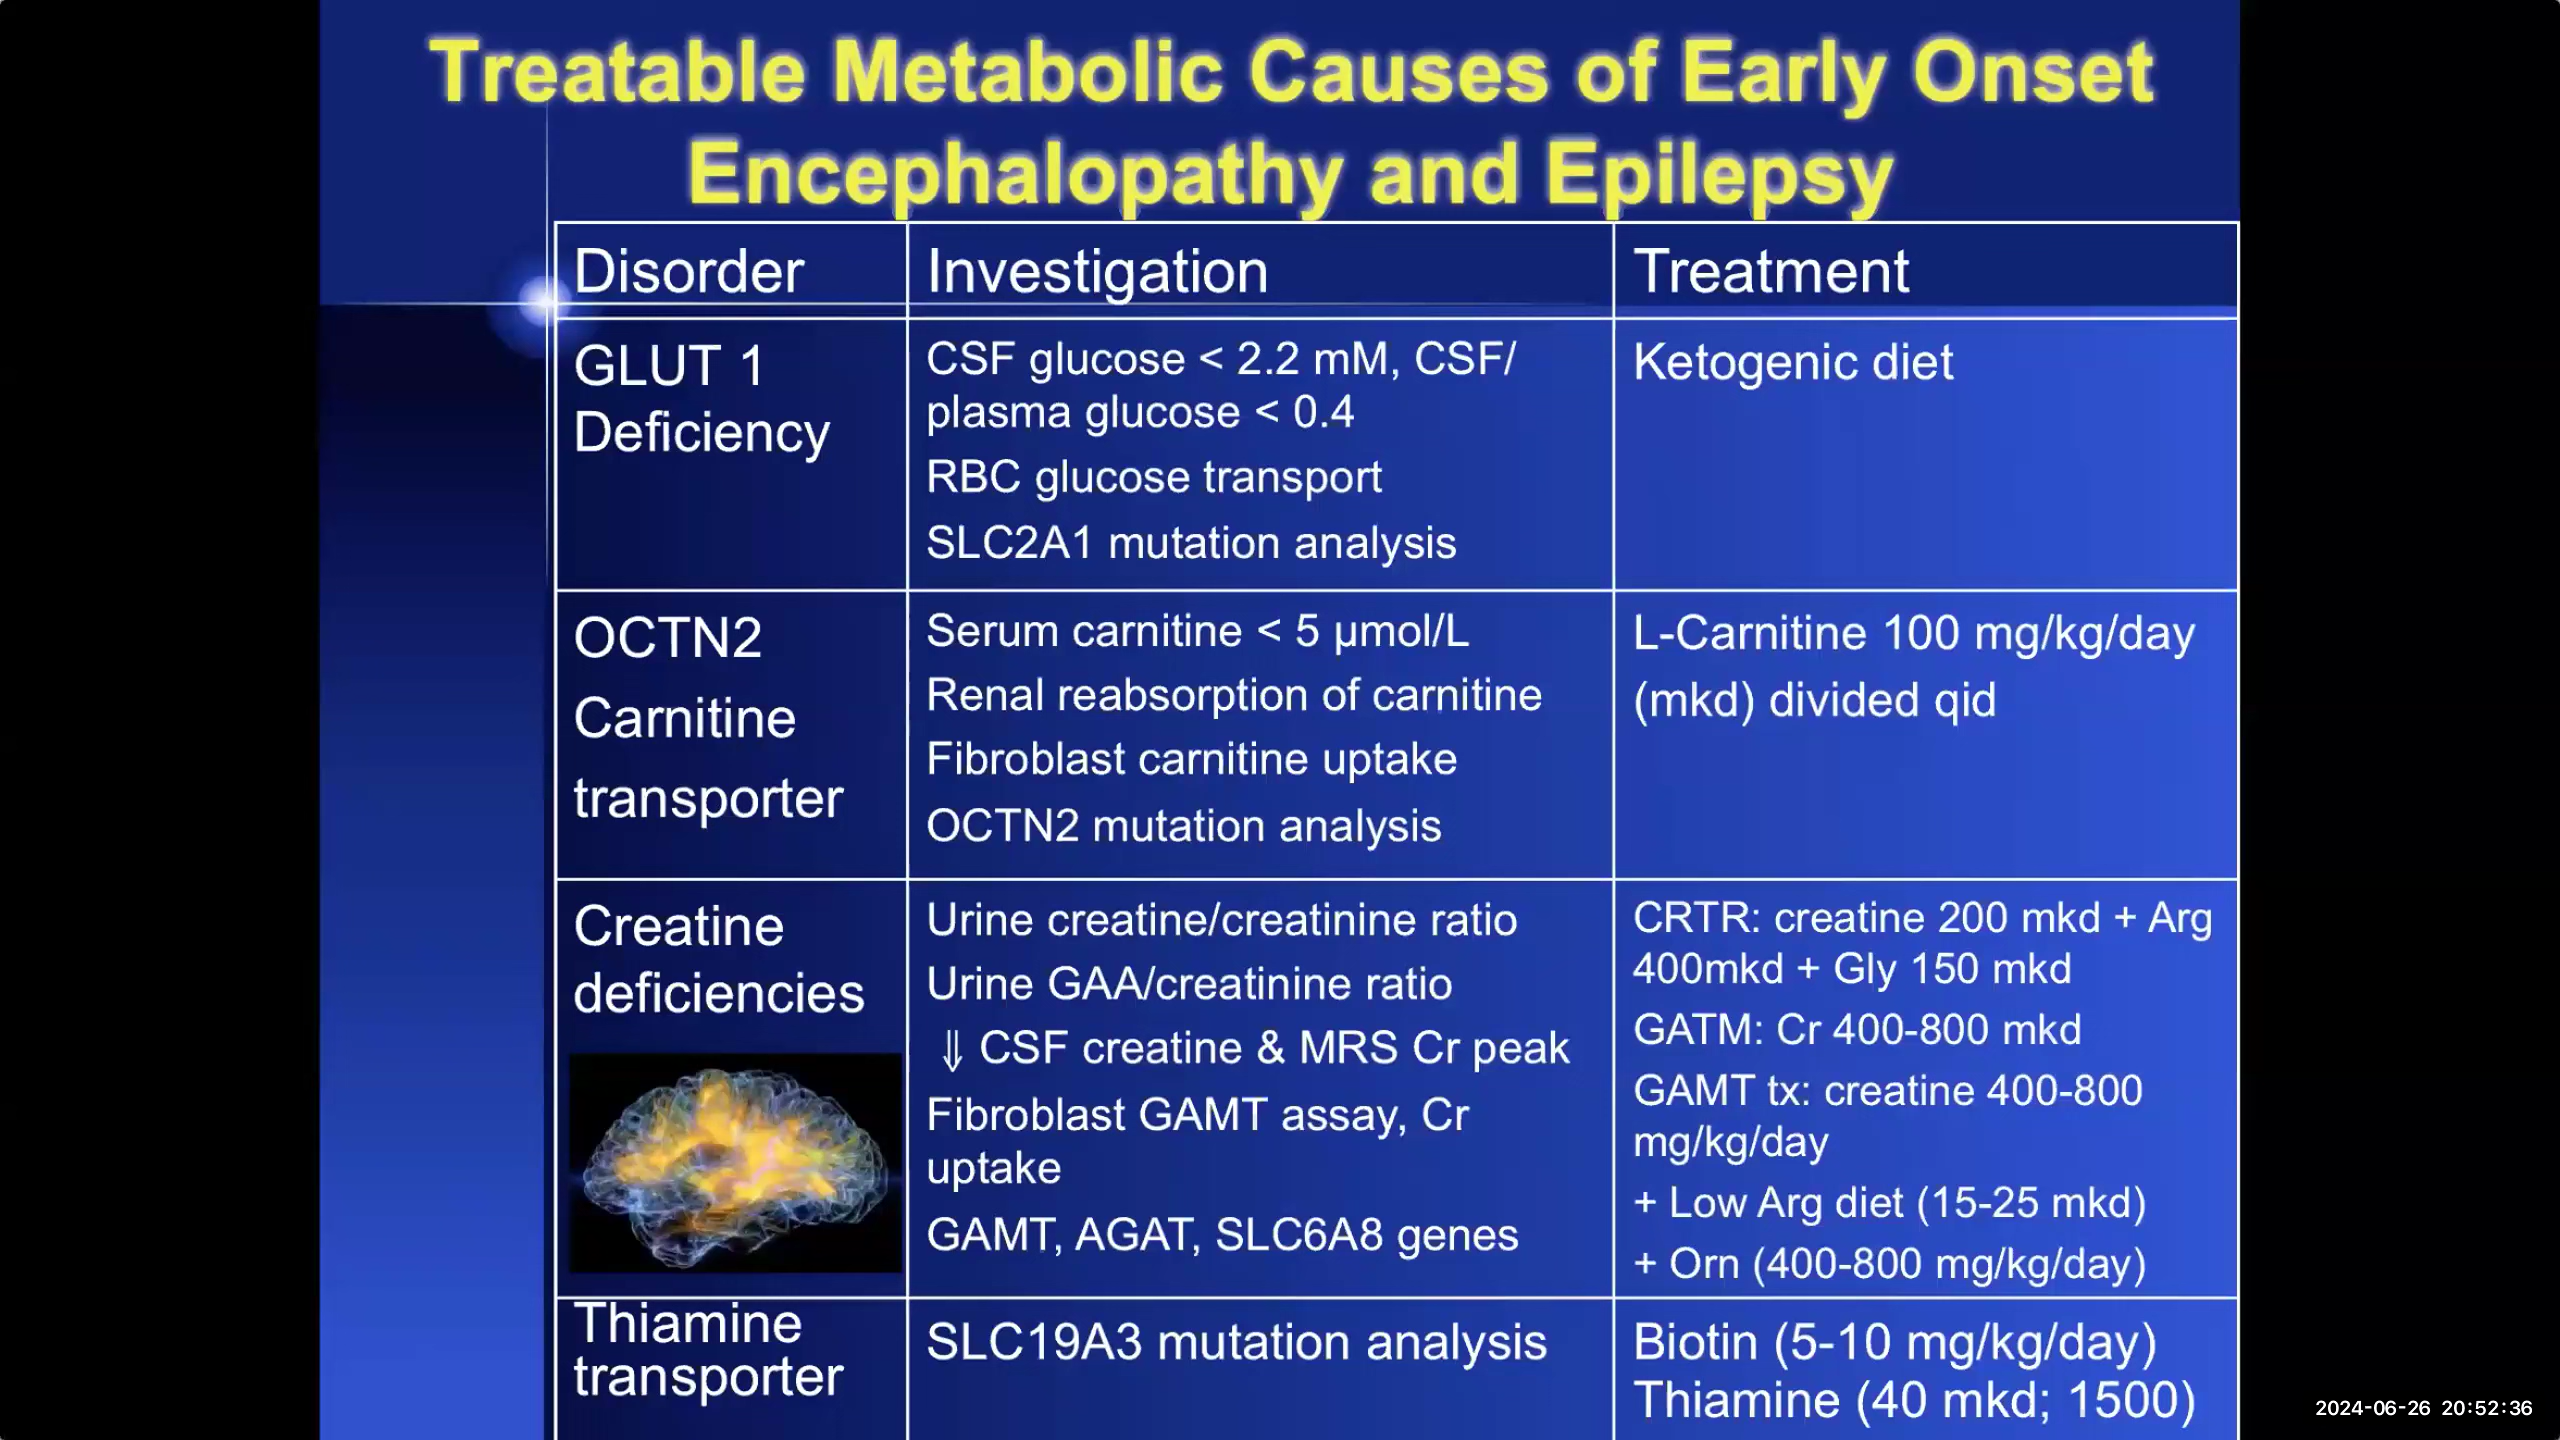 Treatable Metabolic Causes of Early Onset
Encephalopathy and Epilepsy
Disorder
Investigation
Treatment
GLUT 1
Deficiency
CSF glucose < 2.2 mM, CSF/
plasma glucose < 0.4
RBC glucose transport
SLC2A1 mutation analysis
Ketogenic diet
OCTN2
Carnitine
transporter
Serum carnitine < 5 µmol/L
Renal reabsorption of carnitine
Fibroblast carnitine uptake
OCTN2 mutation analysis
L-Carnitine 100 mg/kg/day
(mkd) divided qid
Creatine
deficiencies
Urine creatine/creatinine ratio
Urine GAA/creatinine ratio
⇓ CSF creatine & MRS Cr peak
Fibroblast GAMT assay, Cr
uptake
GAMT, AGAT, SLC6A8 genes
CRTR: creatine 200 mkd + Arg
400mkd + Gly 150 mkd
GATM: Cr 400-800 mkd
GAMT tx: creatine 400-800
mg/kg/day
+ Low Arg diet (15-25 mkd)
+ Orn (400-800 mg/kg/day)
Thiamine
transporter
SLC19A3 mutation analysis
Biotin (5-10 mg/kg/day)
Thiamine (40 mkd; 1500)
2024-06-26 20:52:36